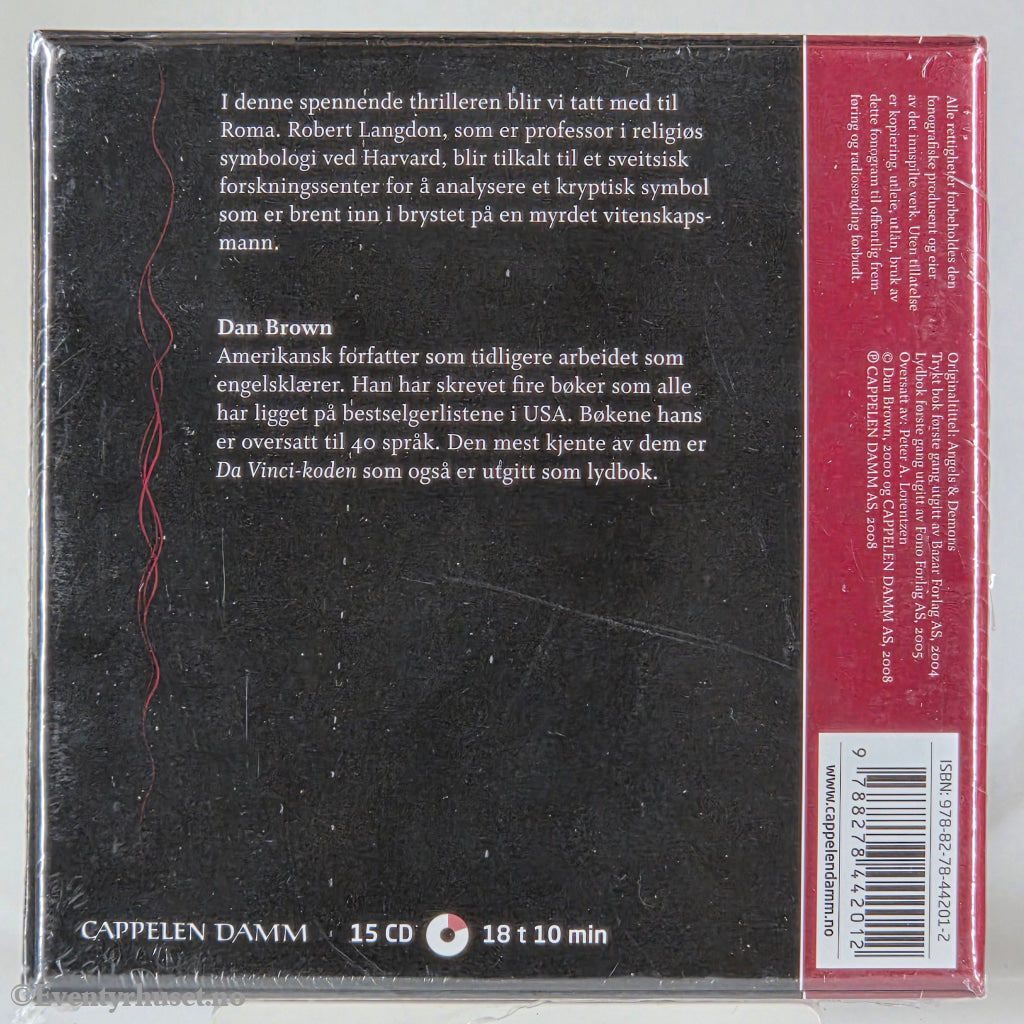 I denne spennende thrilleren blir vi tatt med til
Roma. Robert Langdon, som er professor i religiøs
symbologi ved Harvard, blir tilkalt til et sveitsisk
forskningssenter for å analysere et kryptisk symbol
som er brent inn i brystet på en myrdet vitenskaps-
mann.
Dan Brown
Amerikansk forfatter som tidligere arbeidet som
engelsklærer. Han har skrevet fire bøker som alle
har ligget på bestselgerlistene i USA. Bøkene hans
er oversatt til 40 språk. Den mest kjente av dem er
Da Vinci-koden som også er utgitt som lydbok.
CAPPELEN DAMM 15 CD 18 t 10 min
Alle rettigheter forbeholdes den
fonografiske produsent og eier
av det innspilte verk. Uten tillatelse
er kopiering, utleie, utlån, bruk av
dette fonogram til offentlig frem-
føring og radiosending forbudt.
Originaltittel: Angels & Demons
Trykt bok første gang utgitt av Bazar Forlag AS, 2004
Lydbok første gang utgitt av Fono Forlag AS, 2005
Oversatt av: Peter A. Lorentzen
© Dan Brown, 2000 og CAPPELEN DAMM AS, 2008
℗ CAPPELEN DAMM AS, 2008
ISBN: 978-82-78-44201-2
9 788278 442012
www.cappelendamm.no
©Eventyrhuset.no